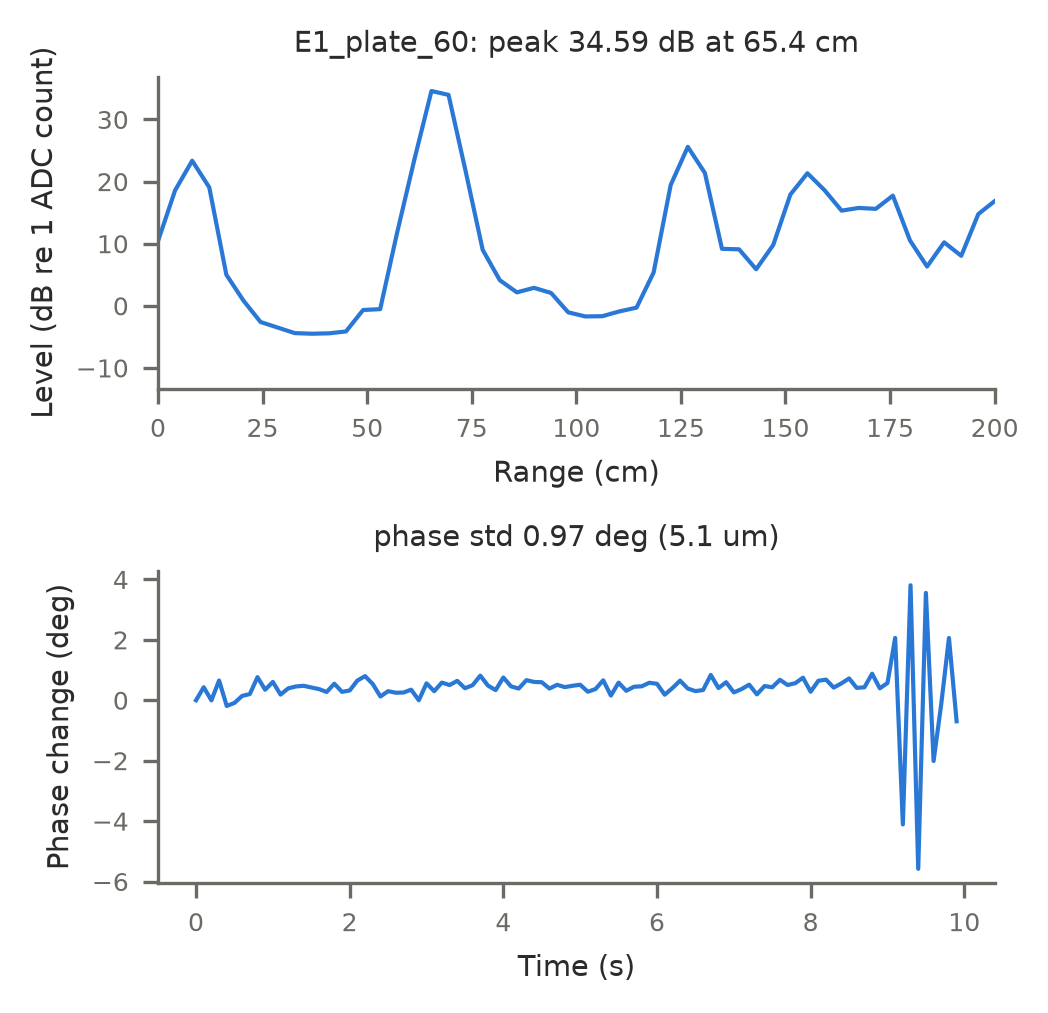 E1_plate_60: peak 34.59 dB at 65.4 cm
Level (dB re 1 ADC count)
30
20
10
0
−10
0 25 50 75 100 125 150 175 200
Range (cm)
phase std 0.97 deg (5.1 um)
Phase change (deg)
4
2
0
−2
−4
−6
0 2 4 6 8 10
Time (s)